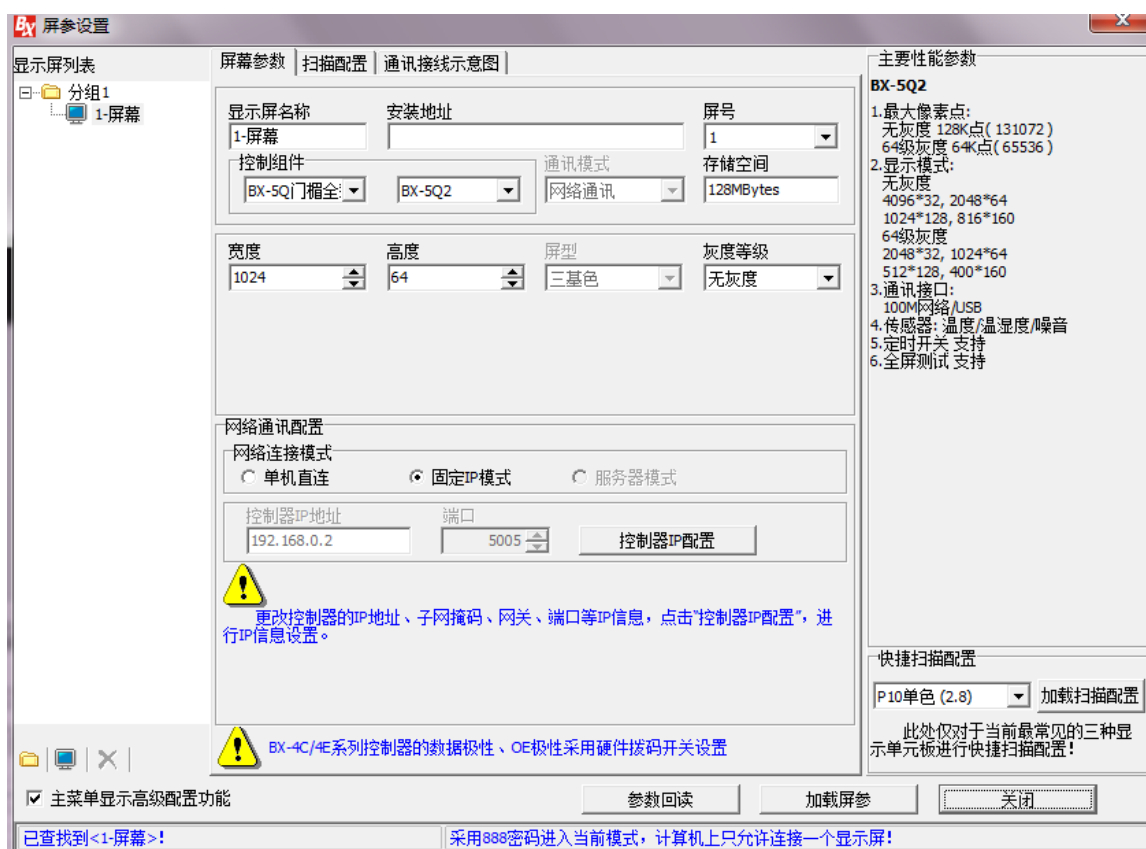 BX 屏参设置
显示屏列表
分组1
1-屏幕
屏幕参数 扫描配置 通讯接线示意图
显示屏名称 安装地址 屏号
1-屏幕 1
控制组件 通讯模式 存储空间
BX-5Q门楣全 BX-5Q2 网络通讯 128MBytes
宽度 高度 屏型 灰度等级
1024 64 三基色 无灰度
网络通讯配置
网络连接模式
单机直连 固定IP模式 服务器模式
控制器IP地址 端口
192.168.0.2 5005 控制器IP配置
更改控制器的IP地址、子网掩码、网关、端口等IP信息，点击"控制器IP配置"，进
行IP信息设置。
BX-4C/4E系列控制器的数据极性、OE极性采用硬件拨码开关设置
主要性能参数
BX-5Q2
1.最大像素点:
无灰度 128K点( 131072 )
64级灰度 64K点( 65536 )
2.显示模式:
无灰度
4096*32, 2048*64
1024*128, 816*160
64级灰度
2048*32, 1024*64
512*128, 400*160
3.通讯接口:
100M网络/USB
4.传感器: 温度/温湿度/噪音
5.定时开关 支持
6.全屏测试 支持
快捷扫描配置
P10单色 (2.8) 加载扫描配置
此处仅对于当前最常见的三种显
示单元板进行快捷扫描配置!
主菜单显示高级配置功能 参数回读 加载屏参 关闭
已查找到<1-屏幕>! 采用888密码进入当前模式，计算机上只允许连接一个显示屏!